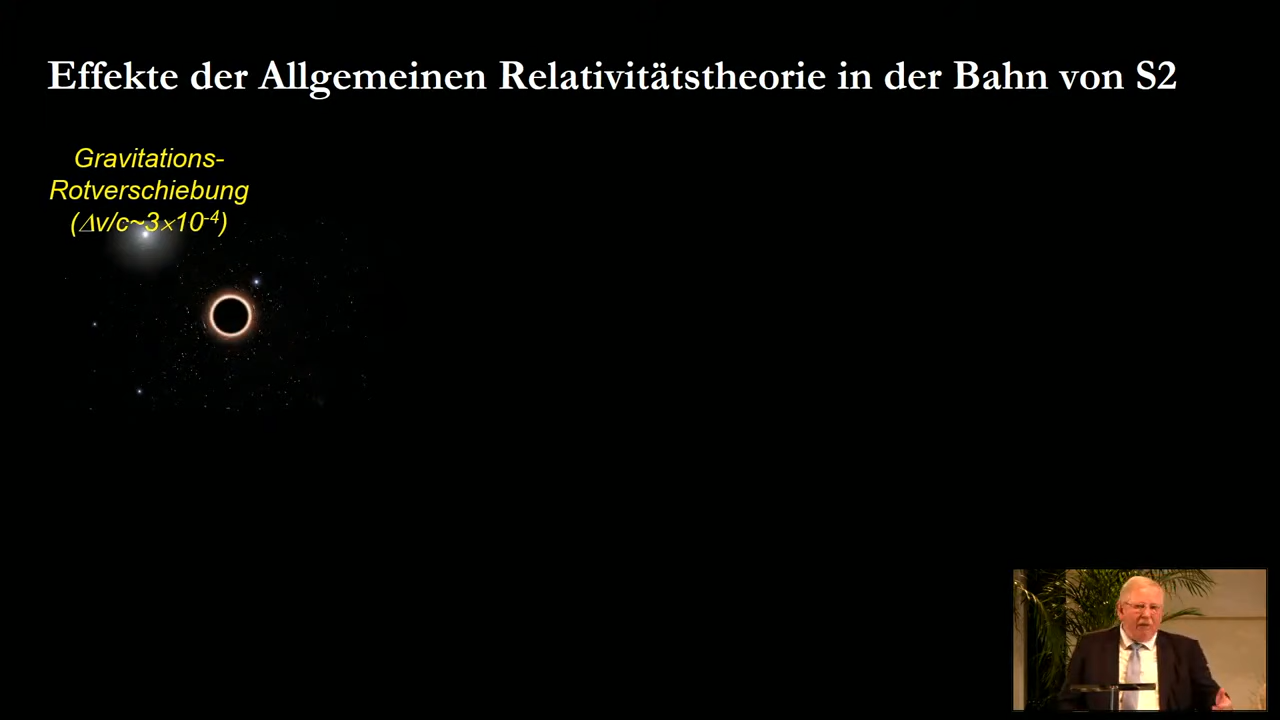 Effekte der Allgemeinen Relativitätstheorie in der Bahn von S2
Gravitations-
Rotverschiebung
(Δv/c~3×10⁻⁴)